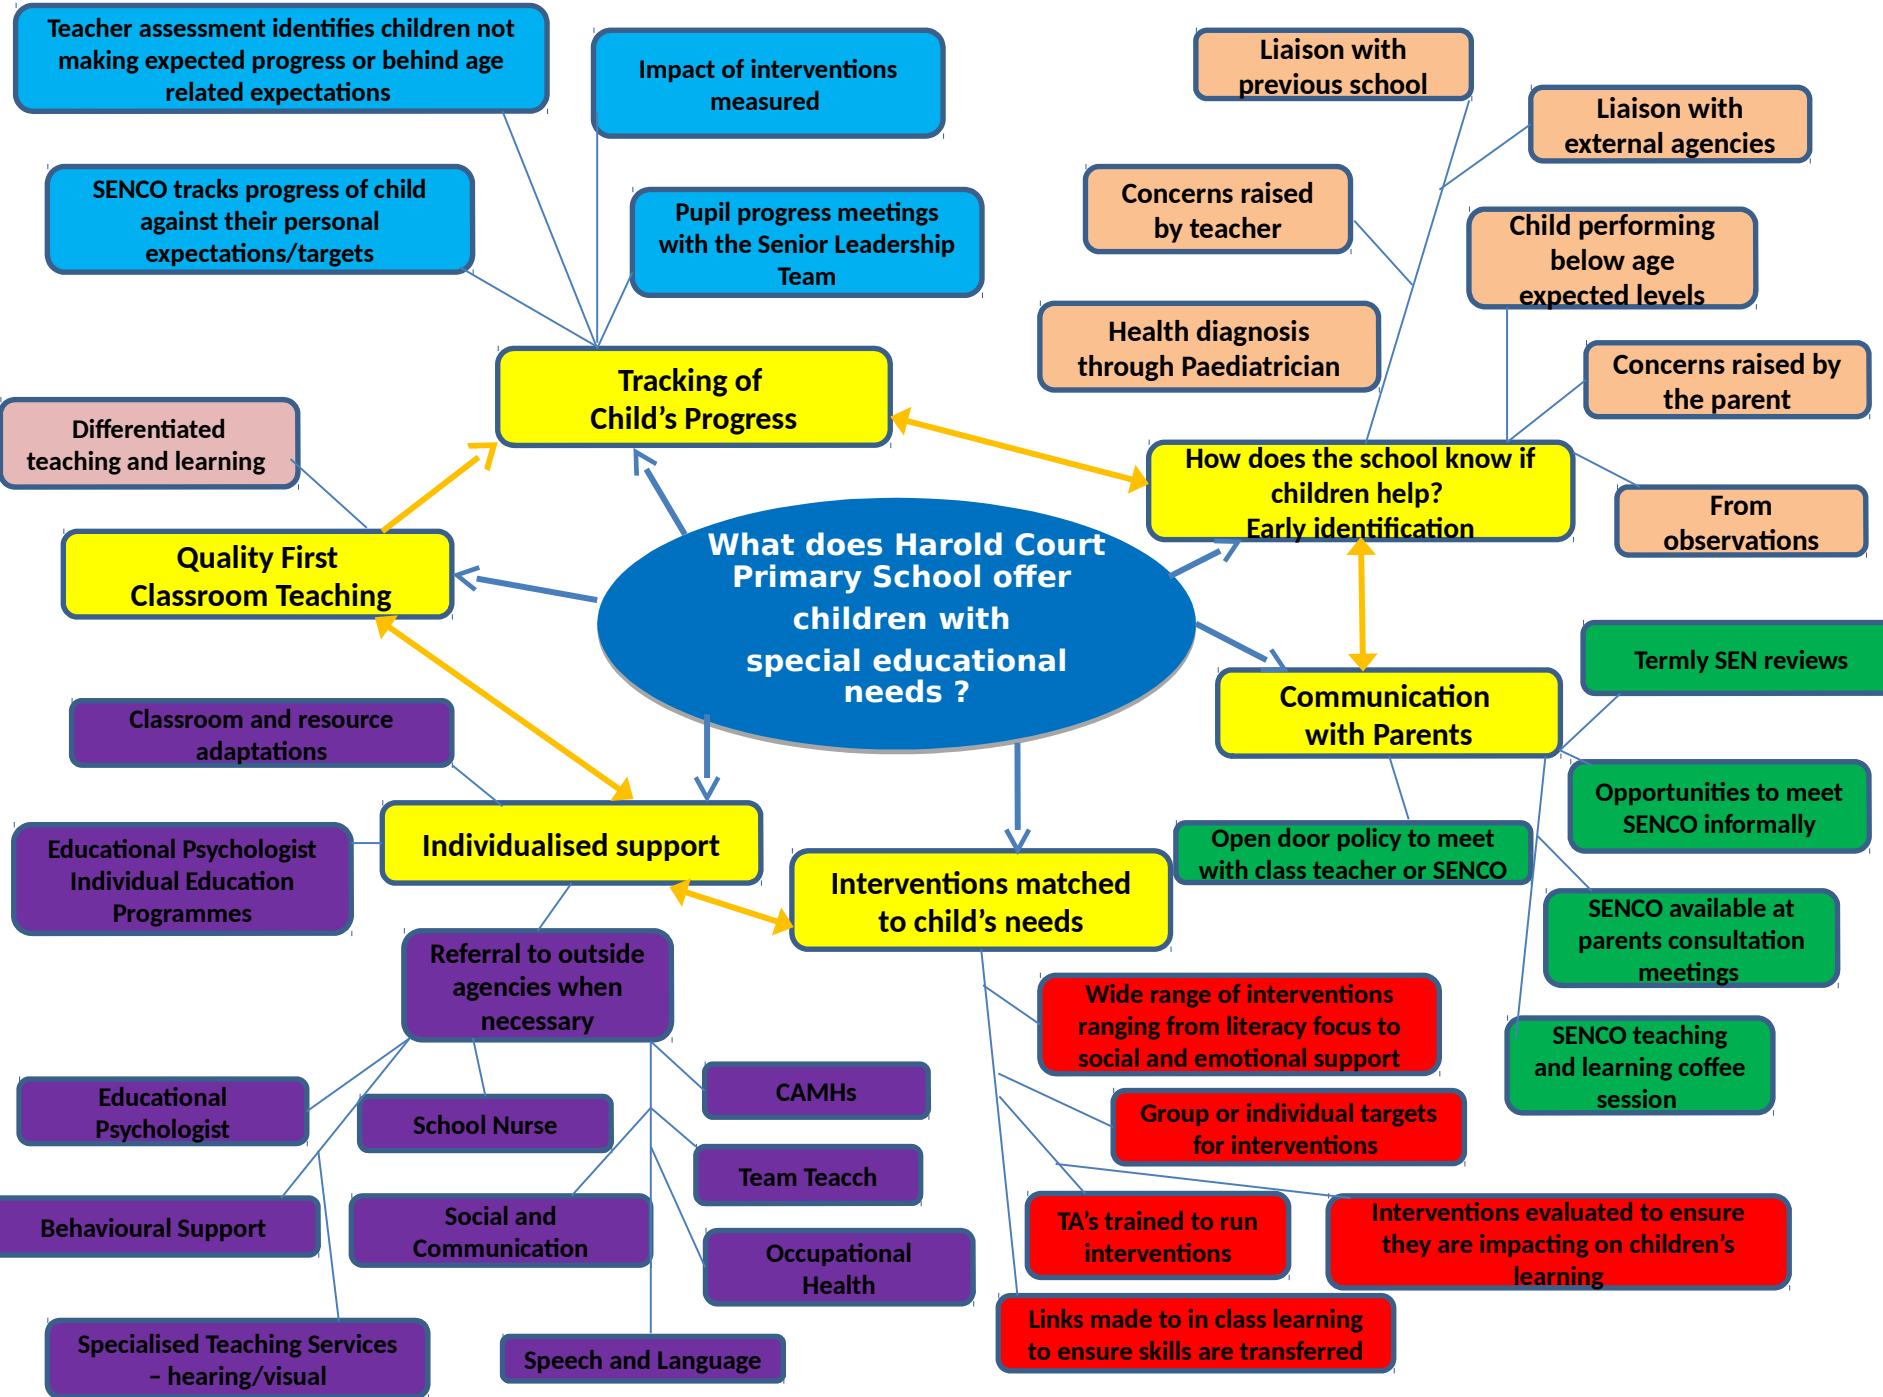 Teacher assessment identifies children not
making expected progress or behind age
related expectations
Impact of interventions
measured
SENCO tracks progress of child
against their personal
expectations/targets
Pupil progress meetings
with the Senior Leadership
Team
Liaison with
previous school
Liaison with
external agencies
Concerns raised
by teacher
Child performing
below age
expected levels
Health diagnosis
through Paediatrician
Concerns raised by
the parent
From
observations
Tracking of
Child’s Progress
How does the school know if
children help?
Early identification
Differentiated
teaching and learning
Quality First
Classroom Teaching
What does Harold Court
Primary School offer
children with
special educational
needs ?
Communication
with Parents
Termly SEN reviews
Opportunities to meet
SENCO informally
Open door policy to meet
with class teacher or SENCO
SENCO available at
parents consultation
meetings
SENCO teaching
and learning coffee
session
Classroom and resource
adaptations
Individualised support
Educational Psychologist
Individual Education
Programmes
Interventions matched
to child’s needs
Referral to outside
agencies when
necessary
Educational
Psychologist
School Nurse
CAMHs
Team Teacch
Behavioural Support
Social and
Communication
Occupational
Health
Specialised Teaching Services
– hearing/visual
Speech and Language
Wide range of interventions
ranging from literacy focus to
social and emotional support
Group or individual targets
for interventions
TA’s trained to run
interventions
Interventions evaluated to ensure
they are impacting on children’s
learning
Links made to in class learning
to ensure skills are transferred